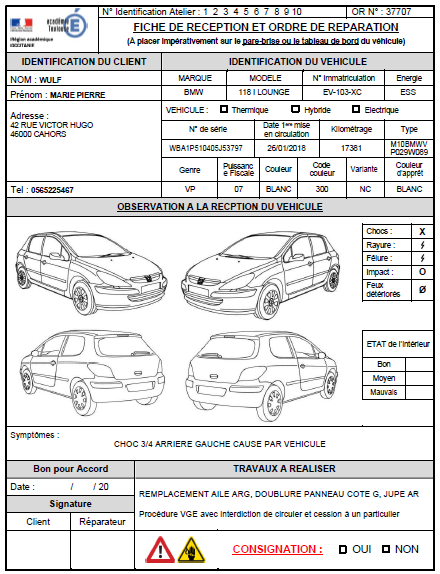 N° Identification Atelier : 1 2 3 4 5 6 7 8 9 10
OR N° : 37707
académie
Toulouse
Région académique
OCCITANIE
FICHE DE RECEPTION ET ORDRE DE REPARATION
(À placer impérativement sur le pare-brise ou le tableau de bord du véhicule)
IDENTIFICATION DU CLIENT
IDENTIFICATION DU VEHICULE
NOM : WULF
Prénom : MARIE PIERRE
MARQUE MODELE N° Immatriculation Energie
BMW 118 I LOUNGE EV-103-XC ESS
Adresse :
42 RUE VICTOR HUGO
46000 CAHORS
VEHICULE : Thermique Hybride Electrique
N° de série Date 1ère mise en circulation Kilométrage Type
WBA1P510405J53797 26/01/2018 17381 M10BMWV
P029W089
Genre Puissanc
e Fiscale Couleur Code
couleur Variante Couleur
d'apprêt
Tel : 0565225467
VP 07 BLANC 300 NC BLANC
OBSERVATION A LA RECPTION DU VEHICULE
Chocs : X
Rayure :
Fêlure :
Impact : O
Feux
détériorés Ø
ETAT de l'intérieur
Bon
Moyen
Mauvais
Symptômes :
CHOC 3/4 ARRIERE GAUCHE CAUSE PAR VEHICULE
Bon pour Accord
TRAVAUX A REALISER
Date : / / 20
REMPLACEMENT AILE ARG, DOUBLURE PANNEAU COTE G, JUPE AR
Signature
Procédure VGE avec interdiction de circuler et cession à un particulier
Client Réparateur
CONSIGNATION : OUI NON